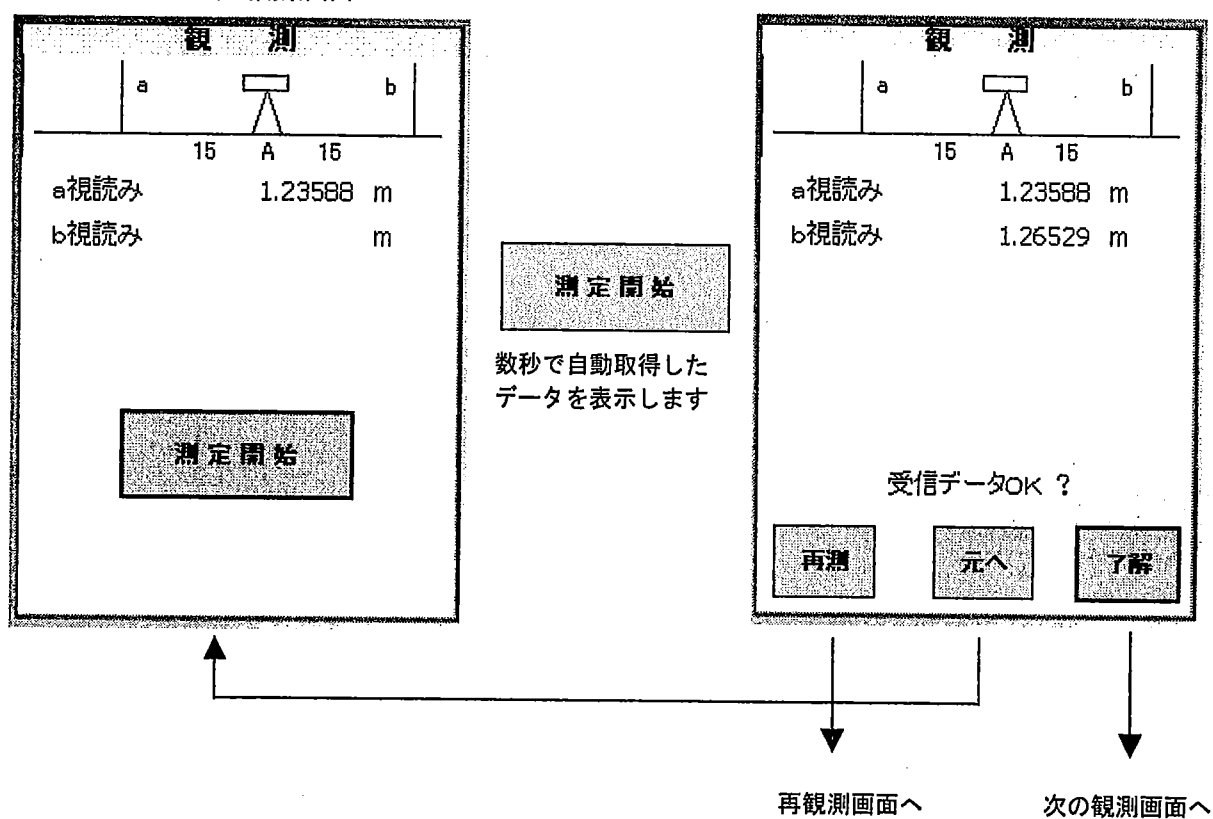 観 測
a b
15 A 15
a視読み 1.23588 m
b視読み m
測定開始
測定開始
数秒で自動取得した
データを表示します
観 測
a b
15 A 15
a視読み 1.23588 m
b視読み 1.26529 m
受信データOK ?
再測 元へ 了解
再観測画面へ 次の観測画面へ